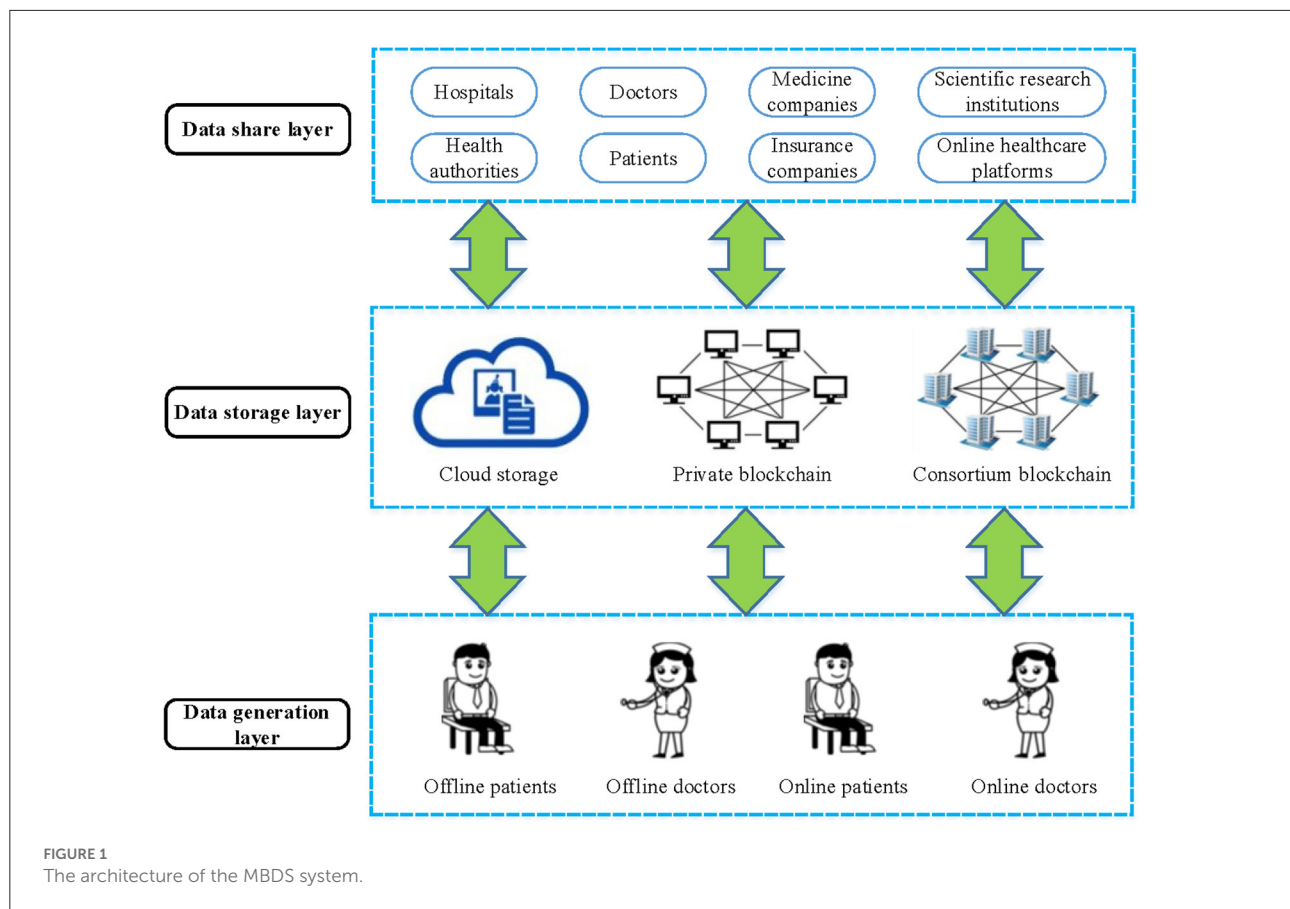 Data share layer
Hospitals
Doctors
Medicine
companies
Scientific research
institutions
Health
authorities
Patients
Insurance
companies
Online healthcare
platforms
Data storage layer
Cloud storage
Private blockchain
Consortium blockchain
Data generation
layer
Offline patients
Offline doctors
Online patients
Online doctors
FIGURE 1
The architecture of the MBDS system.